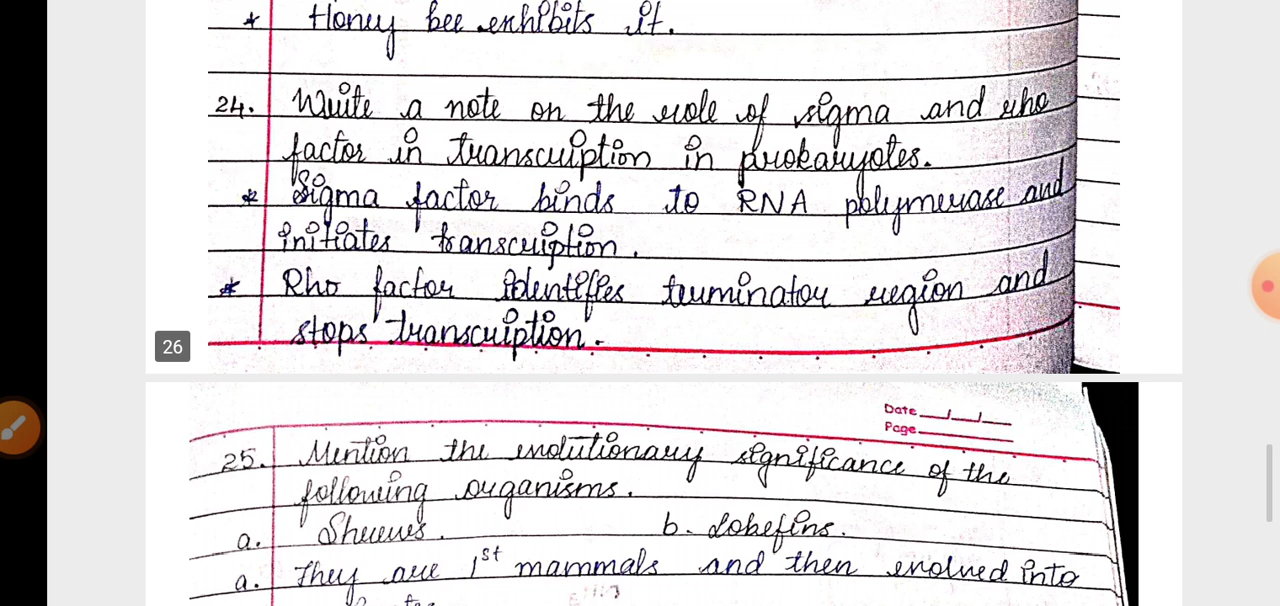 * Honey bee exhibits it.
24. Write a note on the role of sigma and rho
factor in transcription in prokaryotes.
* Sigma factor binds to RNA polymerase and
initiates transcription.
* Rho factor identifies terminator region and
stops transcription.
26
Date
Page
25. Mention the evolutionary significance of the
following organisms.
a. Shrews. b. Lobefins.
a. They are 1st mammals and then evolved into